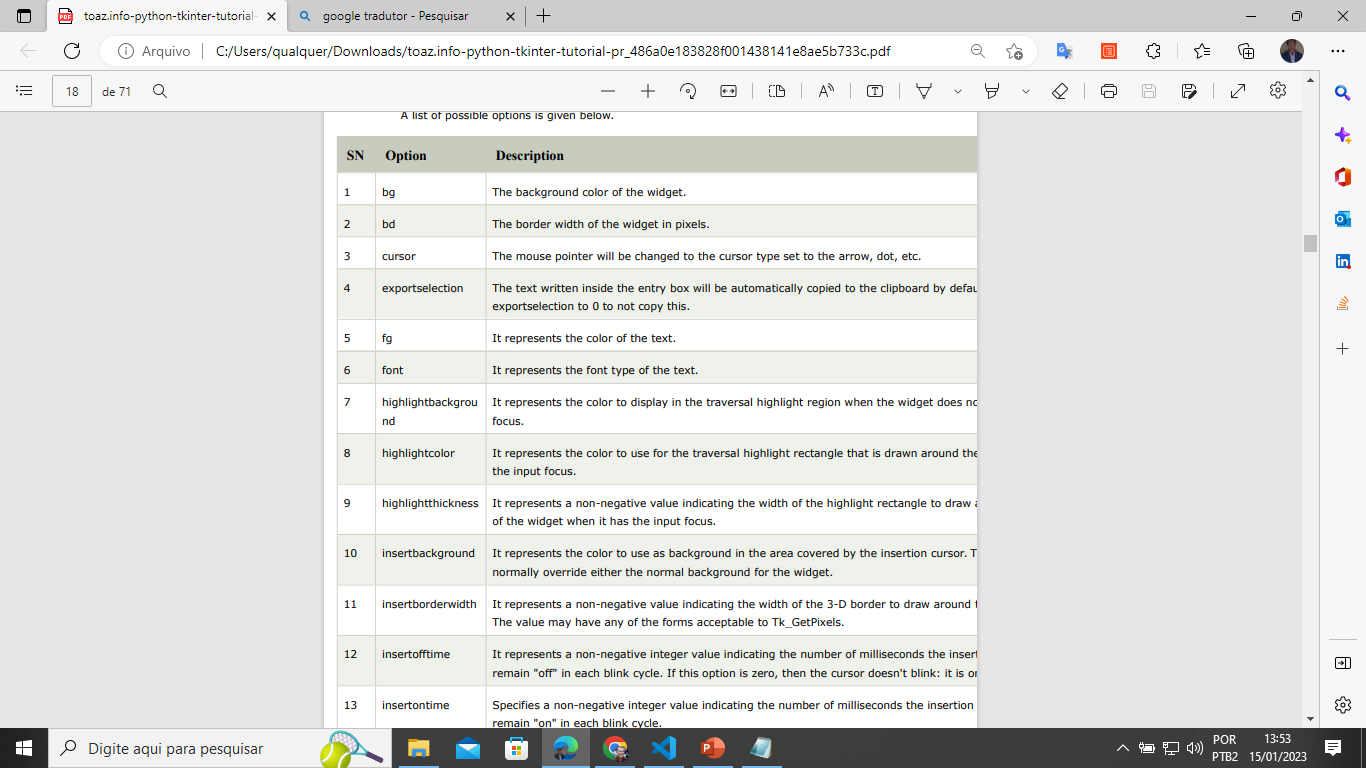 toaz.info-python-tkinter-tutorial-
google tradutor - Pesquisar
Arquivo
C:/Users/qualquer/Downloads/toaz.info-python-tkinter-tutorial-pr_486a0e183828f001438141e8ae5b733c.pdf
18 de 71
A list of possible options is given below.
SN Option Description
1 bg The background color of the widget.
2 bd The border width of the widget in pixels.
3 cursor The mouse pointer will be changed to the cursor type set to the arrow, dot, etc.
4 exportselection The text written inside the entry box will be automatically copied to the clipboard by defau
exportselection to 0 to not copy this.
5 fg It represents the color of the text.
6 font It represents the font type of the text.
7 highlightbackgrou It represents the color to display in the traversal highlight region when the widget does no
nd focus.
8 highlightcolor It represents the color to use for the traversal highlight rectangle that is drawn around the
the input focus.
9 highlightthickness It represents a non-negative value indicating the width of the highlight rectangle to draw a
of the widget when it has the input focus.
10 insertbackground It represents the color to use as background in the area covered by the insertion cursor. T
normally override either the normal background for the widget.
11 insertborderwidth It represents a non-negative value indicating the width of the 3-D border to draw around t
The value may have any of the forms acceptable to Tk_GetPixels.
12 insertofftime It represents a non-negative integer value indicating the number of milliseconds the insert
remain "off" in each blink cycle. If this option is zero, then the cursor doesn't blink: it is on
13 insertontime Specifies a non-negative integer value indicating the number of milliseconds the insertion
remain "on" in each blink cycle.
Digite aqui para pesquisar
POR
PTB2
13:53
15/01/2023